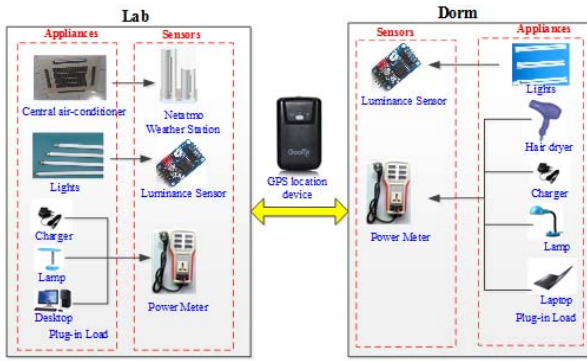 Lab
Appliances
Sensors
Central air-conditioner
Netatmo
Weather Station
Lights
Luminance Sensor
Charger
Lamp
Desktop
Plug-in Load
Power Meter
GPS location
device
Dorm
Sensors
Appliances
Luminance Sensor
Lights
Hair dryer
Charger
Power Meter
Lamp
Laptop
Plug-in Load